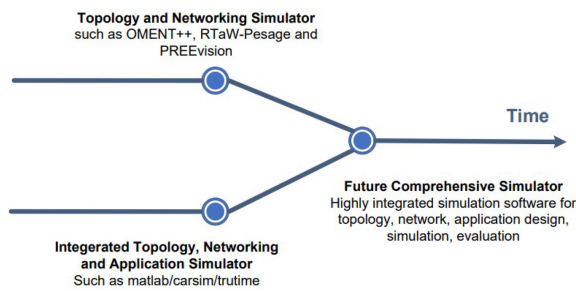 Topology and Networking Simulator
such as OMENT++, RTaW-Pesage and
PREEvision
Time
Future Comprehensive Simulator
Highly integrated simulation software for
topology, network, application design,
simulation, evaluation
Integerated Topology, Networking
and Application Simulator
Such as matlab/carsim/trutime